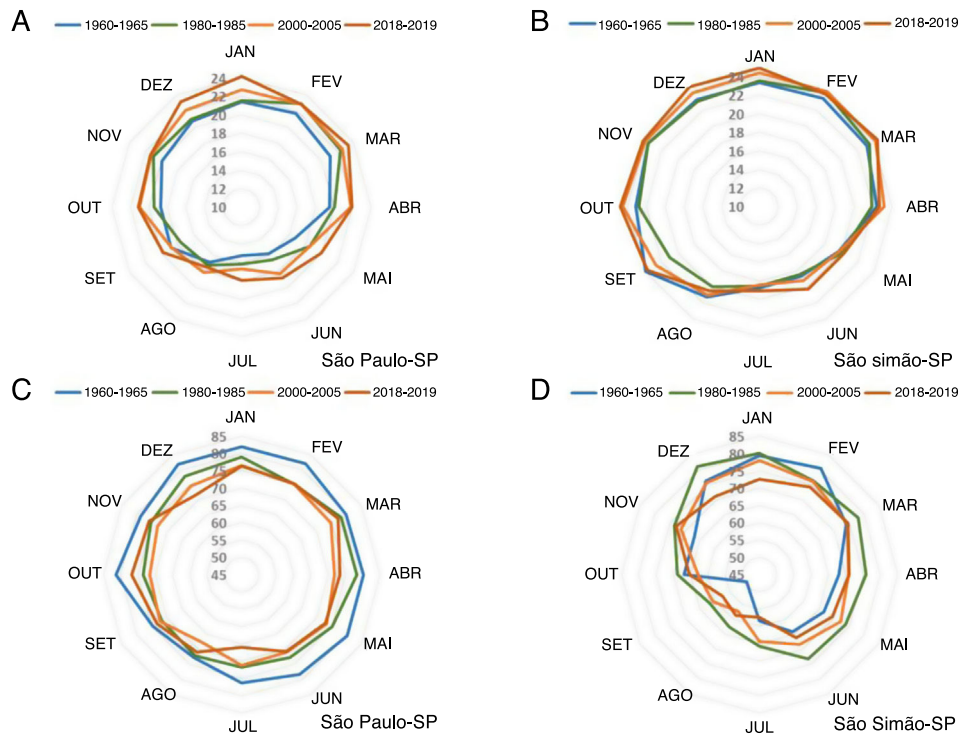 A
1960-1965 1980-1985 2000-2005 2018-2019
JAN
FEV
MAR
ABR
MAI
JUN
JUL
AGO
SET
OUT
NOV
DEZ
24
22
20
18
16
14
12
10
São Paulo-SP
B
1960-1965 1980-1985 2000-2005 2018-2019
JAN
FEV
MAR
ABR
MAI
JUN
JUL
AGO
SET
OUT
NOV
DEZ
24
22
20
18
16
14
12
10
São simão-SP
C
1960-1965 1980-1985 2000-2005 2018-2019
JAN
FEV
MAR
ABR
MAI
JUN
JUL
AGO
SET
OUT
NOV
DEZ
85
80
75
70
65
60
55
50
45
São Paulo-SP
D
1960-1965 1980-1985 2000-2005 2018-2019
JAN
FEV
MAR
ABR
MAI
JUN
JUL
AGO
SET
OUT
NOV
DEZ
85
80
75
70
65
60
55
50
45
São Simão-SP